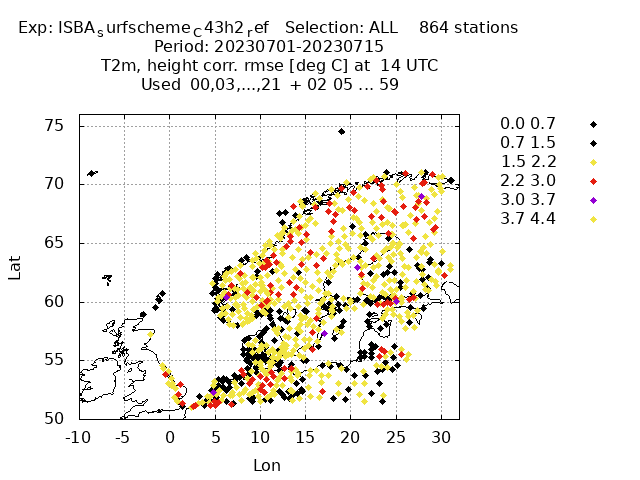 Exp: ISBAsurfschemeC43h2ref Selection: ALL 864 stations
Period: 20230701-20230715
T2m, height corr. rmse [deg C] at 14 UTC
Used 00,03,...,21 + 02 05 ... 59
75
70
65
60
55
50
Lat
-10 -5 0 5 10 15 20 25 30
Lon
0.0 0.7
0.7 1.5
1.5 2.2
2.2 3.0
3.0 3.7
3.7 4.4